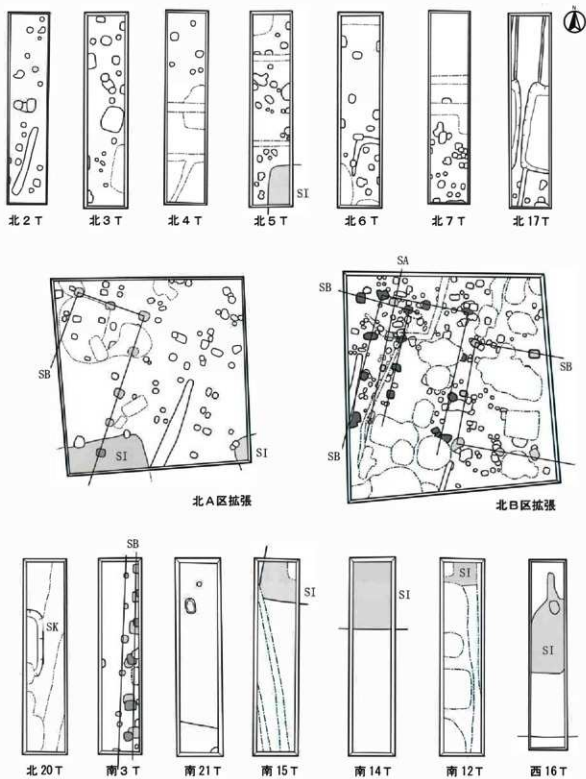 N
北2T 北3T 北4T 北5T SI 北6T 北7T 北17T
SB SI SI 北A区拡張
SA SB SB SB 北B区拡張
SK SB SI SI SI SI
北20T 南3T 南21T 南15T 南14T 南12T 西16T